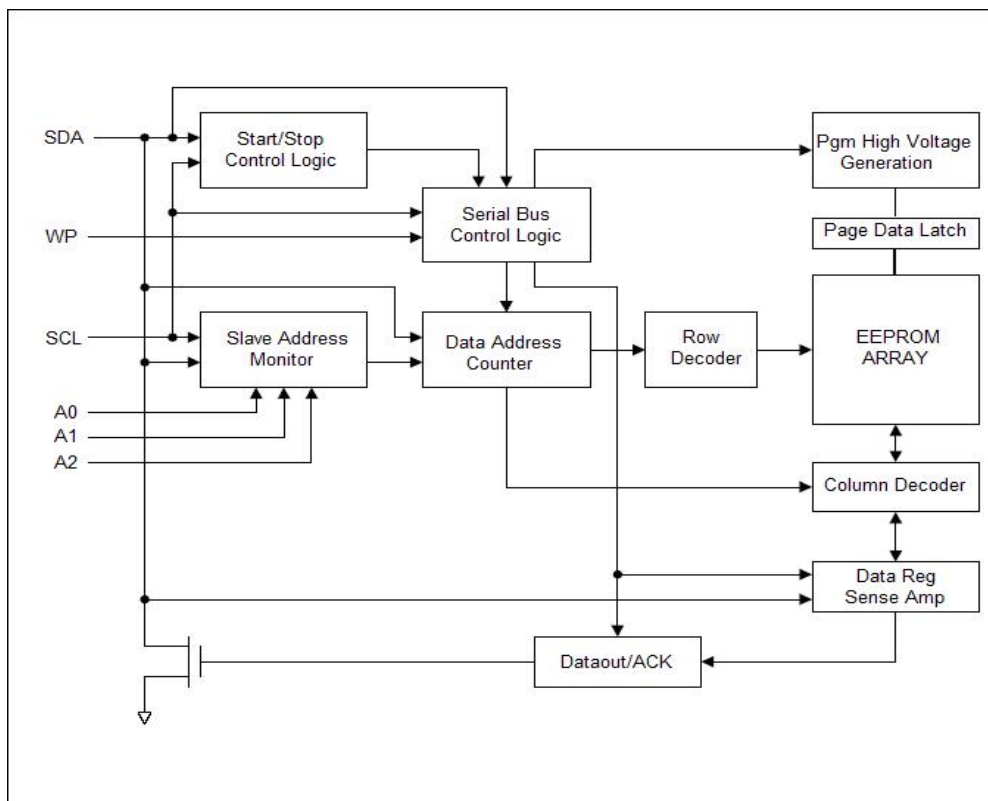 SDA
Start/Stop
Control Logic
Pgm High Voltage
Generation
Serial Bus
Control Logic
WP
Page Data Latch
SCL
Slave Address
Monitor
Data Address
Counter
Row
Decoder
EEPROM
ARRAY
A0
A1
A2
Column Decoder
Data Reg
Sense Amp
Dataout/ACK